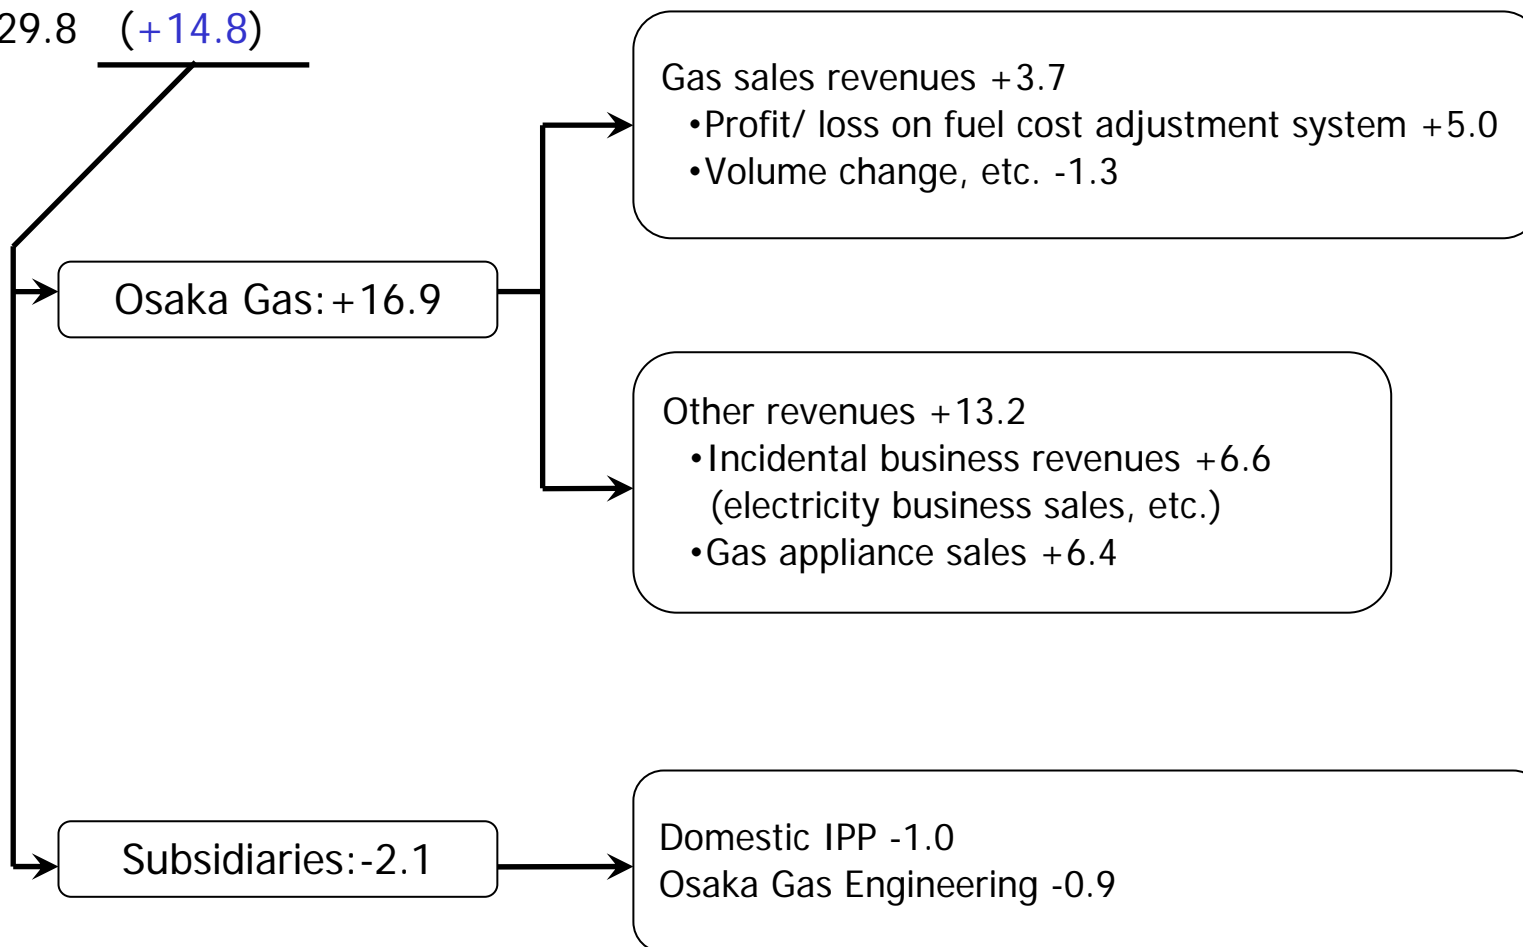 29.8 (+14.8)
Gas sales revenues +3.7
•Profit/ loss on fuel cost adjustment system +5.0
•Volume change, etc. -1.3
Osaka Gas:+16.9
Other revenues +13.2
•Incidental business revenues +6.6
(electricity business sales, etc.)
•Gas appliance sales +6.4
Subsidiaries:-2.1
Domestic IPP -1.0
Osaka Gas Engineering -0.9